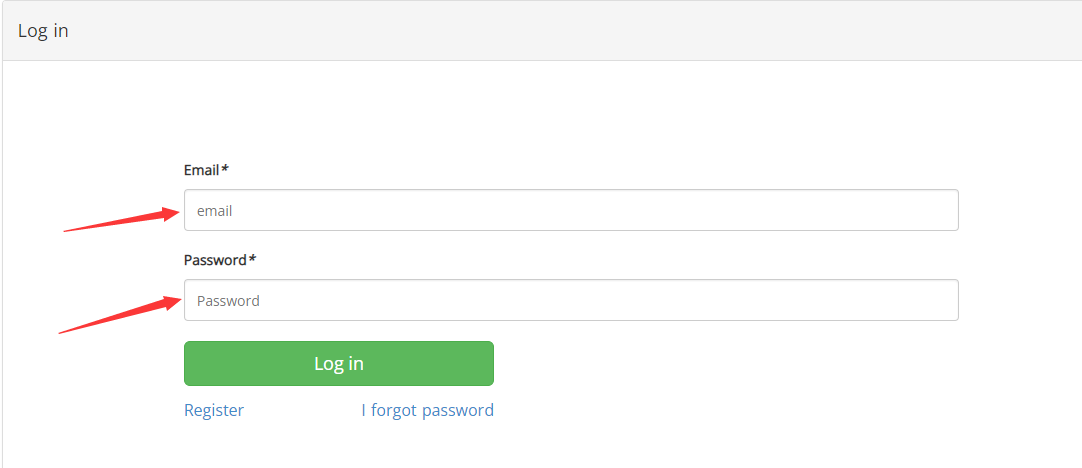 Log in
Email*
email
Password*
Password
Log in
Register I forgot password